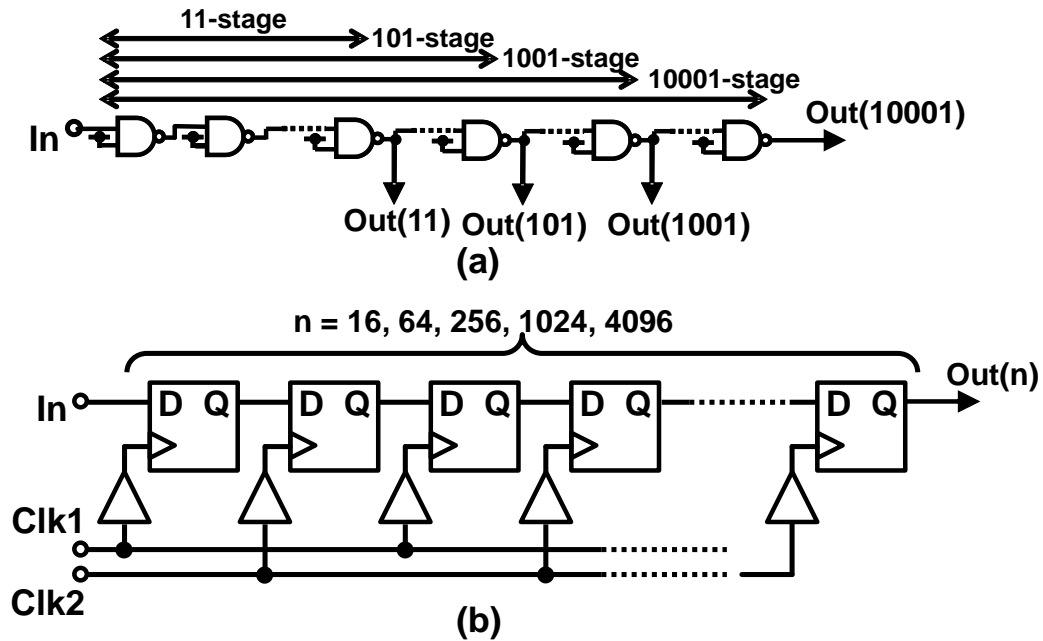 11-stage
101-stage
1001-stage
10001-stage
In
Out(10001)
Out(11) Out(101) Out(1001)
(a)
n = 16, 64, 256, 1024, 4096
In
D Q D Q D Q D Q D Q
Out(n)
Clk1
Clk2
(b)